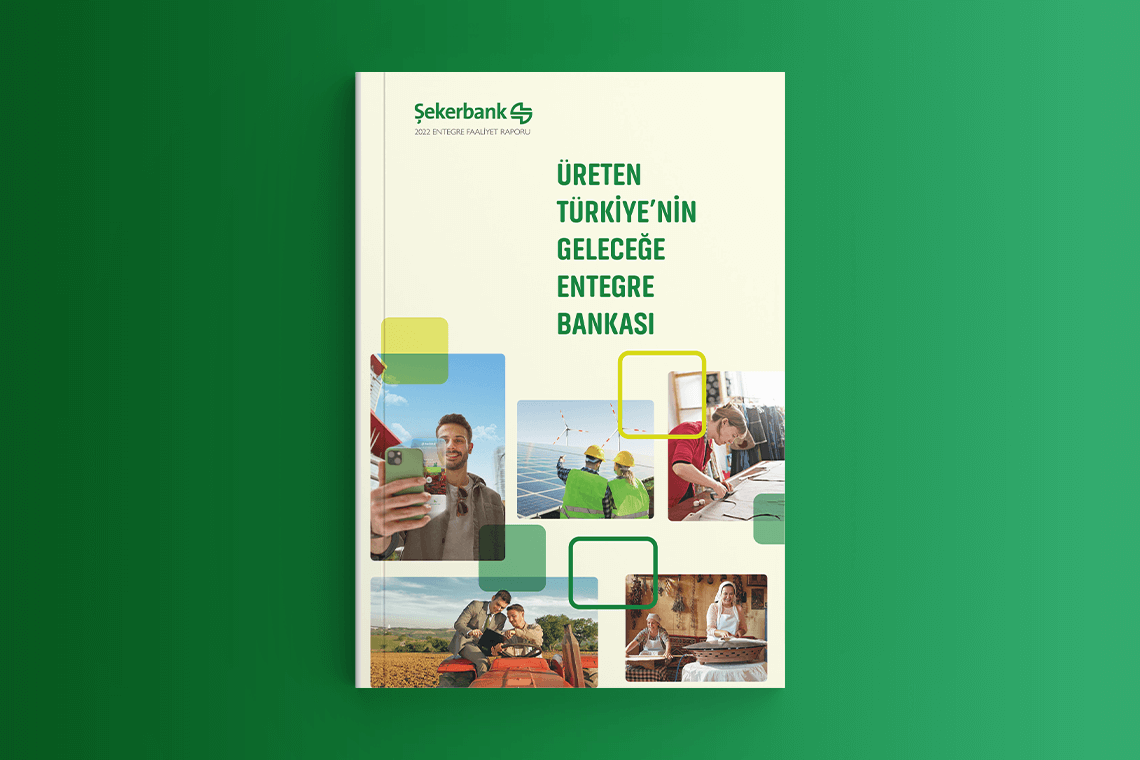 Şekerbank
2022 ENTEGRE FAALİYET RAPORU
ÜRETEN
TÜRKİYE'NİN
GELECEĞE
ENTEGRE
BANKASI